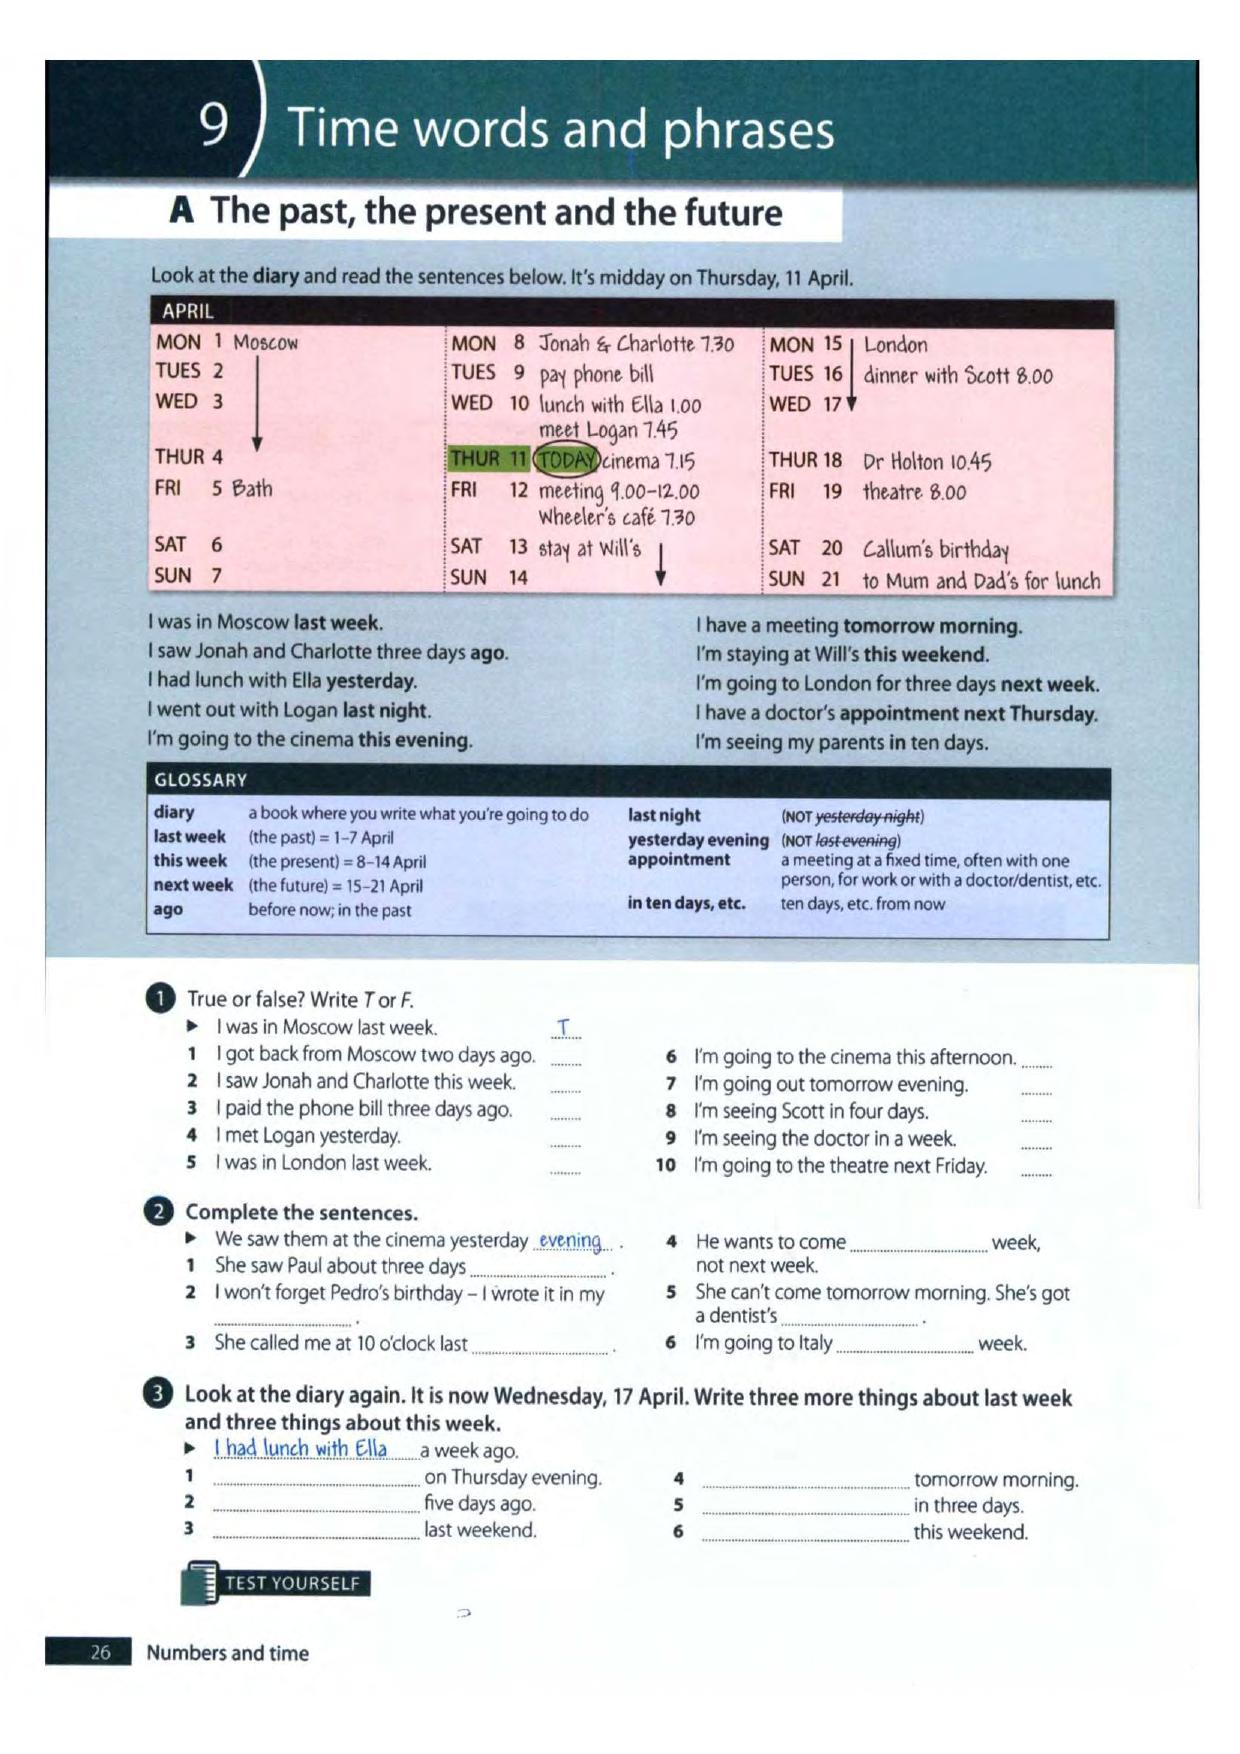 9 Time words and phrases
A The past, the present and the future
Look at the diary and read the sentences below. It's midday on Thursday, 11 April.
APRIL
MON 1 Moscow
TUES 2
WED 3
THUR 4
FRI 5 Bath
SAT 6
SUN 7
MON 8 Jonah & Charlotte 7.30
TUES 9 pay phone bill
WED 10 lunch with Ella 1.00
meet Logan 7.45
THUR 11 TODAY cinema 7.15
FRI 12 meeting 9.00–12.00
Wheeler's café 7.30
SAT 13 stay at Will's
SUN 14
MON 15 London
TUES 16 dinner with Scott 8.00
WED 17
THUR 18 Dr Holton 10.45
FRI 19 theatre 8.00
SAT 20 Callum's birthday
SUN 21 to Mum and Dad's for lunch
I was in Moscow last week.
I saw Jonah and Charlotte three days ago.
I had lunch with Ella yesterday.
I went out with Logan last night.
I'm going to the cinema this evening.
I have a meeting tomorrow morning.
I'm staying at Will's this weekend.
I'm going to London for three days next week.
I have a doctor's appointment next Thursday.
I'm seeing my parents in ten days.
GLOSSARY
diary a book where you write what you're going to do
last week (the past) = 1–7 April
this week (the present) = 8–14 April
next week (the future) = 15–21 April
ago before now; in the past
last night (NOT yesterday night)
yesterday evening (NOT last evening)
appointment a meeting at a fixed time, often with one
person, for work or with a doctor/dentist, etc.
in ten days, etc. ten days, etc. from now
1 True or false? Write T or F.
► I was in Moscow last week. T
1 I got back from Moscow two days ago. ........
2 I saw Jonah and Charlotte this week. ........
3 I paid the phone bill three days ago. ........
4 I met Logan yesterday. ........
5 I was in London last week. ........
6 I'm going to the cinema this afternoon. ........
7 I'm going out tomorrow evening. ........
8 I'm seeing Scott in four days. ........
9 I'm seeing the doctor in a week. ........
10 I'm going to the theatre next Friday. ........
2 Complete the sentences.
► We saw them at the cinema yesterday evening .
1 She saw Paul about three days ........ .
2 I won't forget Pedro's birthday – I wrote it in my
........ .
3 She called me at 10 o'clock last ........ .
4 He wants to come ........ week,
not next week.
5 She can't come tomorrow morning. She's got
a dentist's ........ .
6 I'm going to Italy ........ week.
3 Look at the diary again. It is now Wednesday, 17 April. Write three more things about last week
and three things about this week.
► I had lunch with Ella a week ago.
1 ........ on Thursday evening.
2 ........ five days ago.
3 ........ last weekend.
4 ........ tomorrow morning.
5 ........ in three days.
6 ........ this weekend.
TEST YOURSELF
26 Numbers and time